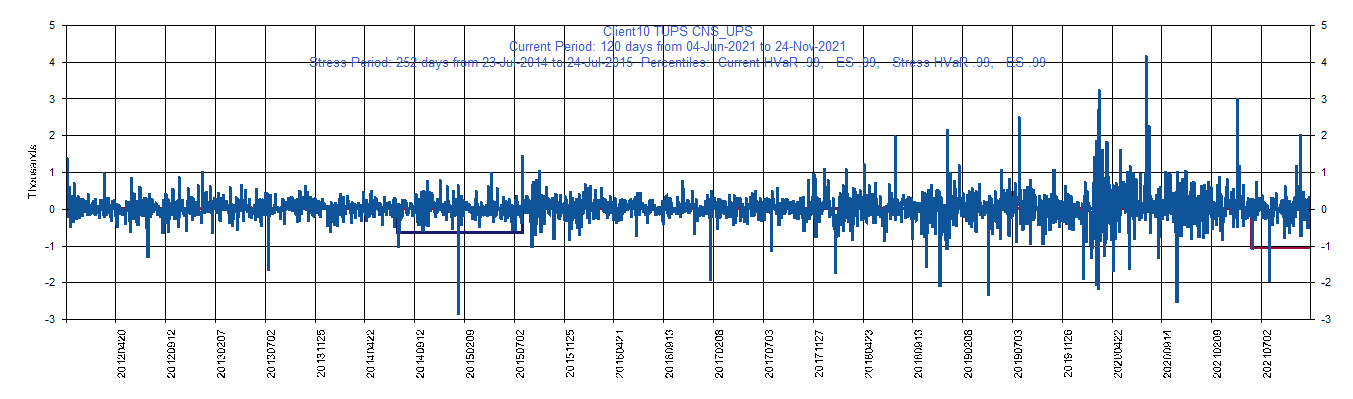 Client10 TUPS CNS_UPS
Current Period: 120 days from 04-Jun-2021 to 24-Nov-2021
Stress Period: 252 days from 23-Jul-2014 to 24-Jul-2015 Percentiles: Current HVaR .99, ES .99, Stress HVaR .99, ES .99
5 5
4 4
3 3
2 2
1 1
0 0
-1 -1
-2 -2
-3 -3
Thousands
20120420 20120912 20130207 20130702 20131125 20140422 20140912 20150209 20150702 20151125 20160421 20160913 20170208 20170703 20171127 20180423 20180913 20190208 20190703 20191126 20200422 20200914 20210209 20210702